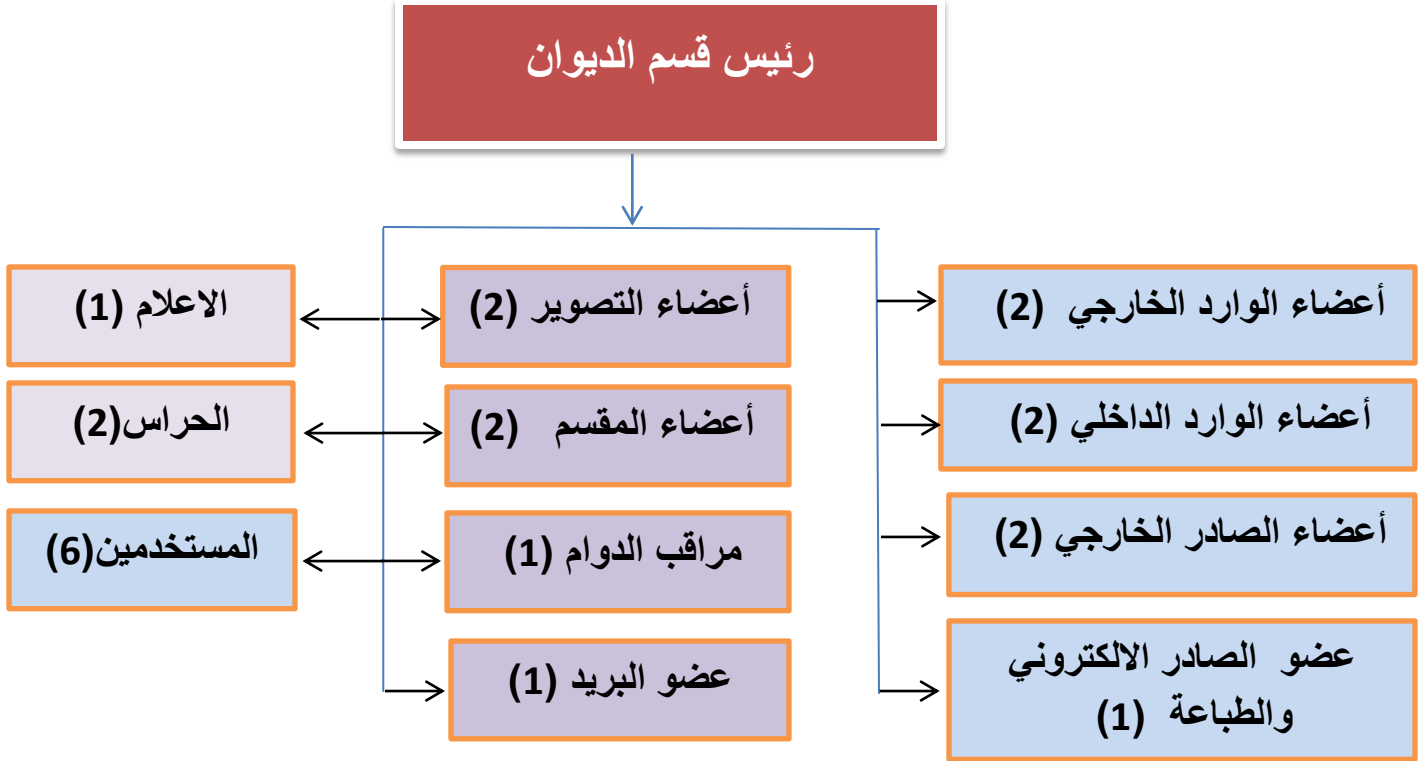 رئيس قسم الديوان
أعضاء الوارد الخارجي (2)
أعضاء التصوير (2)
الاعلام (1)
أعضاء الوارد الداخلي (2)
أعضاء المقسم (2)
الحراس(2)
أعضاء الصادر الخارجي (2)
مراقب الدوام (1)
المستخدمين(6)
عضو الصادر الالكتروني
والطباعة (1)
عضو البريد (1)